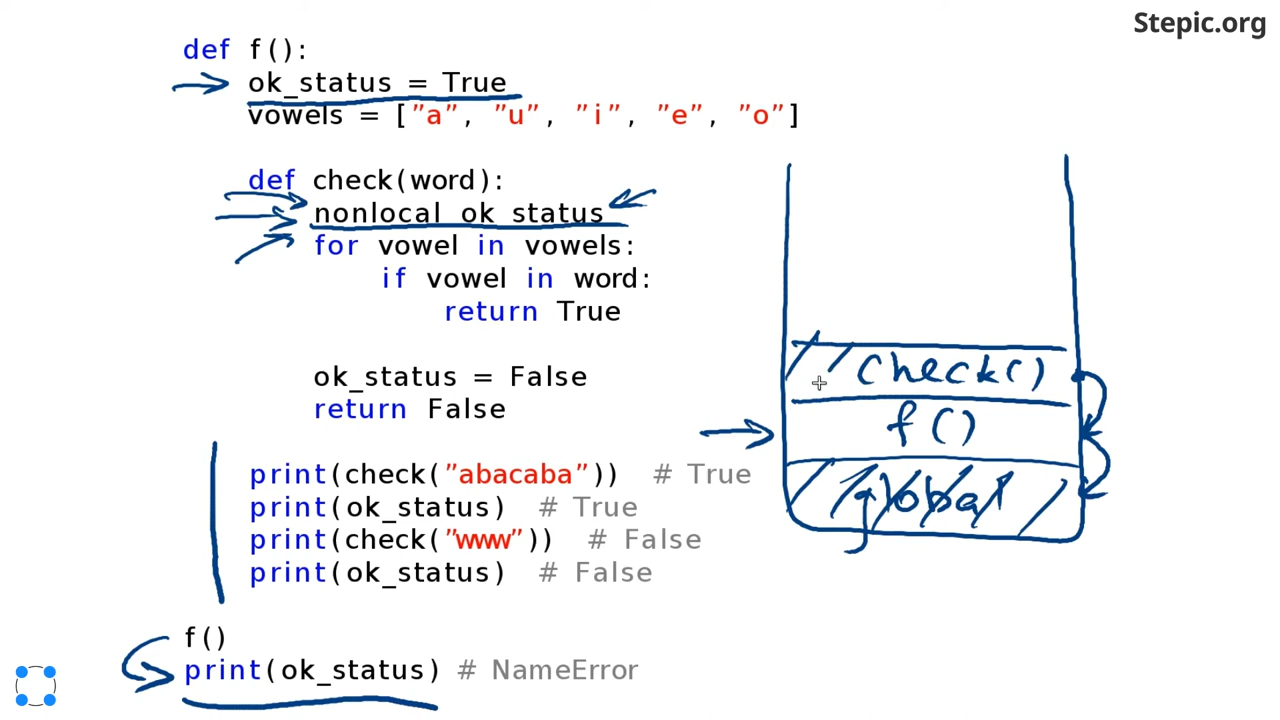 Stepic.org
def f():
    ok_status = True
    vowels = ["a", "u", "i", "e", "o"]
    def check(word):
        nonlocal ok_status
        for vowel in vowels:
            if vowel in word:
                return True
        ok_status = False
        return False
    print(check("abacaba"))  # True
    print(ok_status)  # True
    print(check("www"))  # False
    print(ok_status)  # False
f()
print(ok_status) # NameError
check()
f()
global